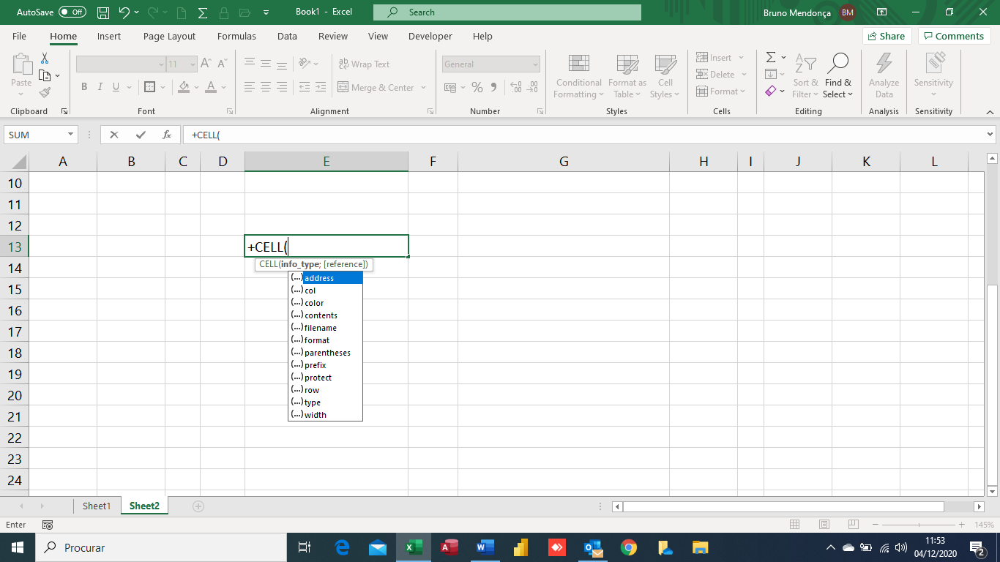 AutoSave Off Book1 - Excel Search Bruno Mendonça BM
File Home Insert Page Layout Formulas Data Review View Developer Help Share Comments
Paste
Clipboard
11
B I U
A
Font
Wrap Text
Merge & Center
Alignment
General
Number
Conditional Formatting
Format as Table
Cell Styles
Styles
Insert
Delete
Format
Cells
Sort & Filter
Find & Select
Editing
Analyze Data
Analysis
Sensitivity
Sensitivity
SUM fx +CELL(
A B C D E F G H I J K L
10
11
12
13 +CELL(
CELL(info_type; [reference])
14
(...) address
15
(...) col
(...) color
16
(...) contents
17
(...) filename
(...) format
18
(...) parentheses
19
(...) prefix
(...) protect
20
(...) row
21
(...) type
(...) width
22
23
24
Sheet1 Sheet2
Enter 145%
Procurar
11:53
04/12/2020
2